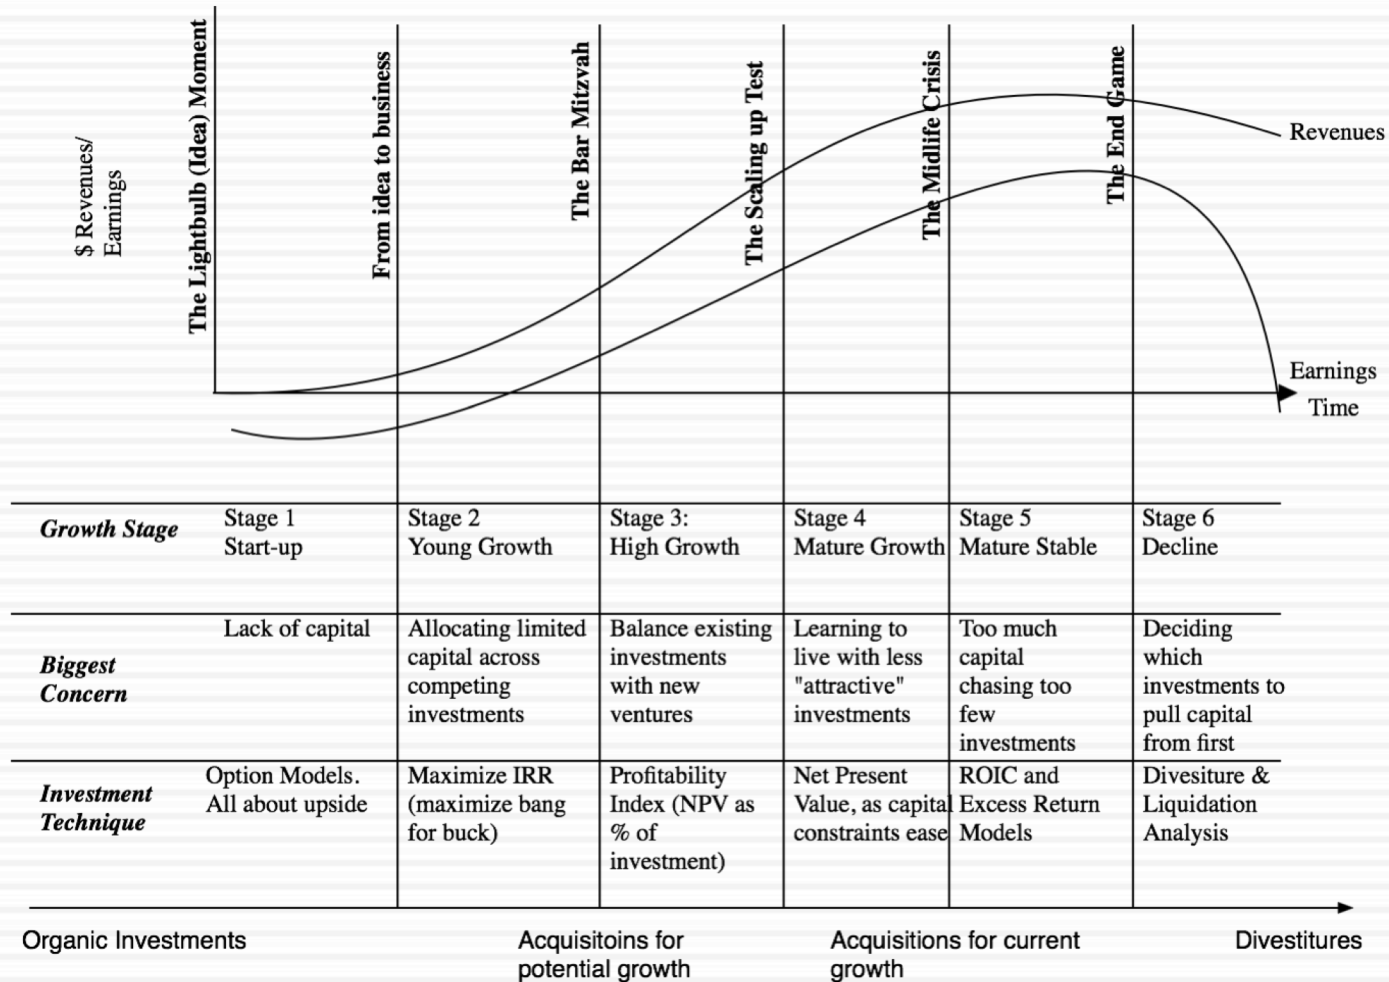 $ Revenues/
Earnings
The Lightbulb (Idea) Moment
From idea to business
The Bar Mitzvah
The Scaling up Test
The Midlife Crisis
The End Game
Revenues
Earnings
Time
Growth Stage
Stage 1
Start-up
Stage 2
Young Growth
Stage 3:
High Growth
Stage 4
Mature Growth
Stage 5
Mature Stable
Stage 6
Decline
Biggest
Concern
Lack of capital
Allocating limited
capital across
competing
investments
Balance existing
investments
with new
ventures
Learning to
live with less
"attractive"
investments
Too much
capital
chasing too
few
investments
Deciding
which
investments to
pull capital
from first
Investment
Technique
Option Models.
All about upside
Maximize IRR
(maximize bang
for buck)
Profitability
Index (NPV as
% of
investment)
Net Present
Value, as capital
constraints ease
ROIC and
Excess Return
Models
Divesiture &
Liquidation
Analysis
Organic Investments
Acquisitoins for
potential growth
Acquisitions for current
growth
Divestitures